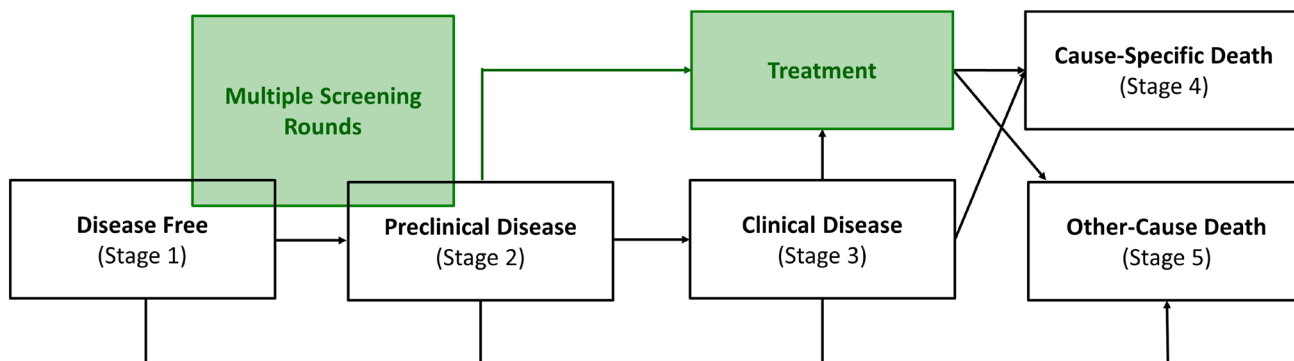 Multiple Screening
Rounds
Treatment
Cause-Specific Death
(Stage 4)
Disease Free
(Stage 1)
Preclinical Disease
(Stage 2)
Clinical Disease
(Stage 3)
Other-Cause Death
(Stage 5)